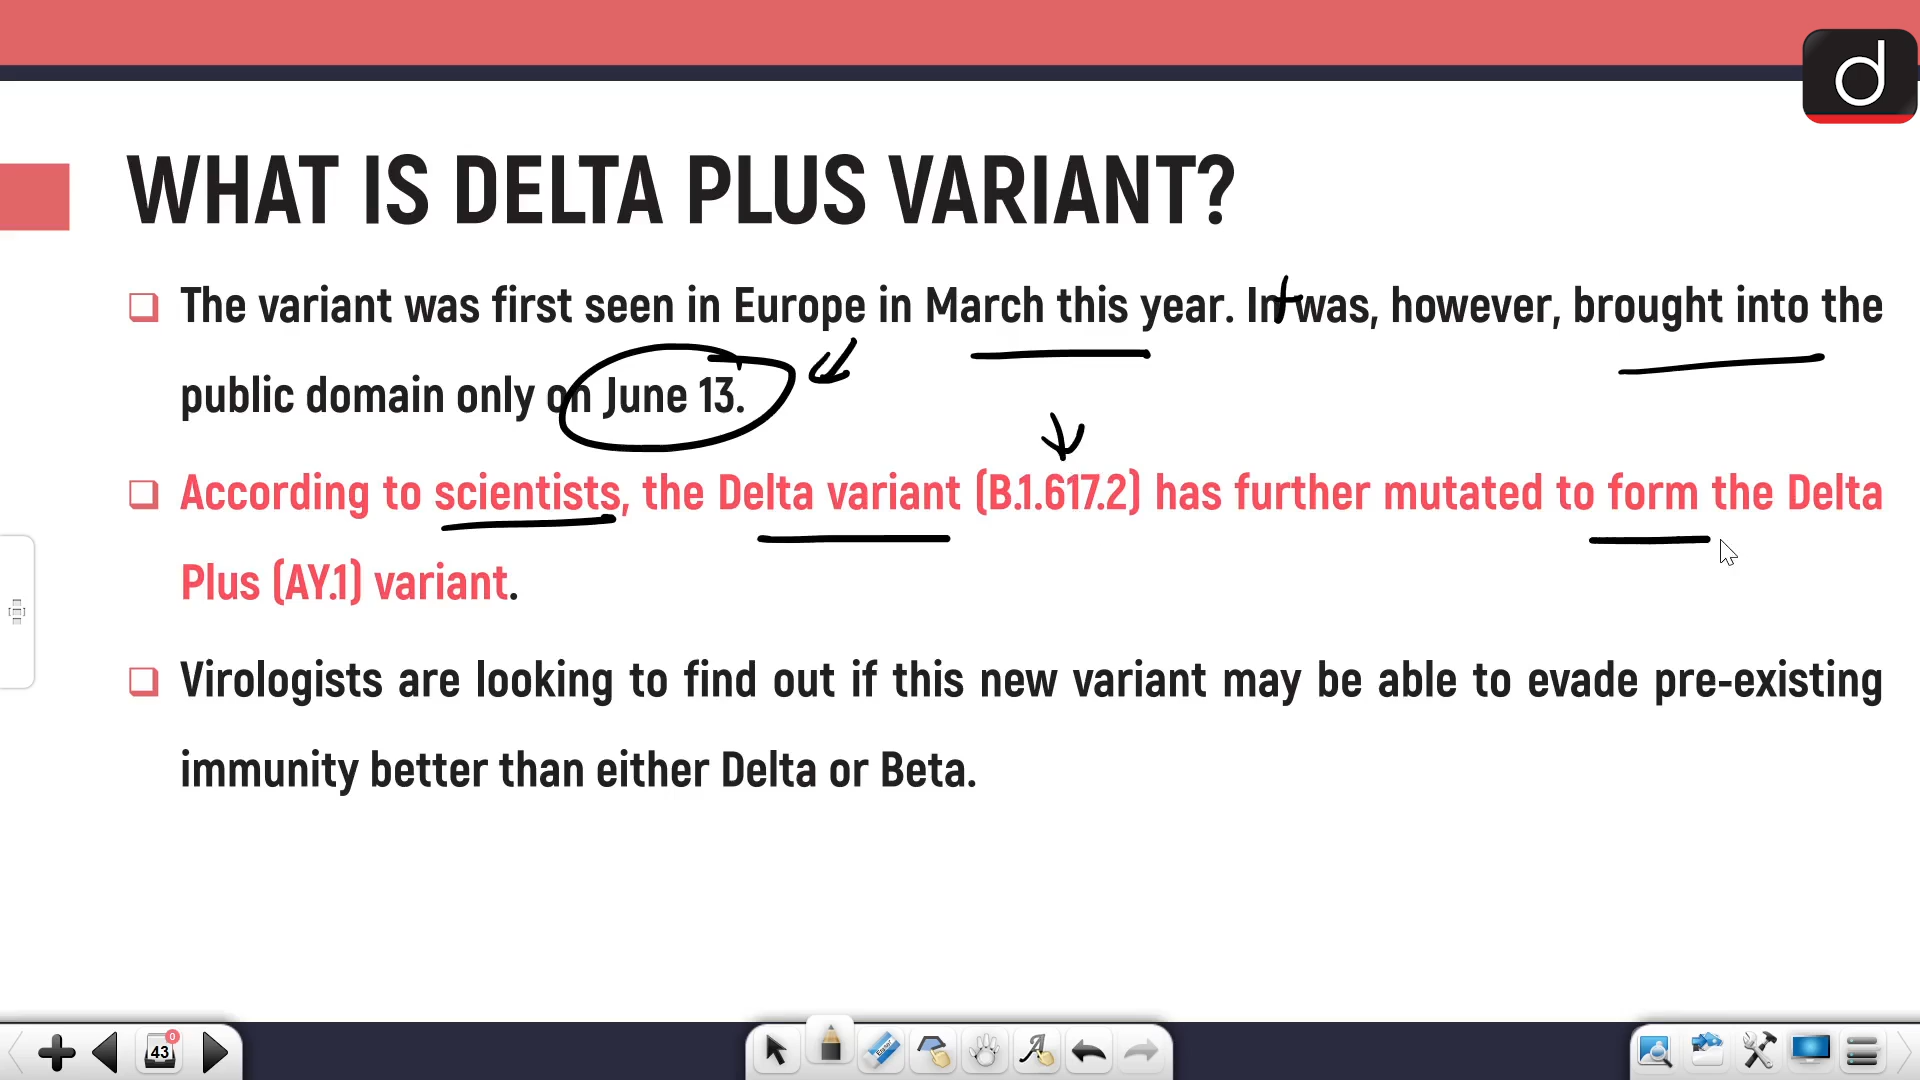 d
WHAT IS DELTA PLUS VARIANT?
The variant was first seen in Europe in March this year. In was, however, brought into the
public domain only on June 13.
According to scientists, the Delta variant (B.1.617.2) has further mutated to form the Delta
Plus (AY.1) variant.
Virologists are looking to find out if this new variant may be able to evade pre-existing
immunity better than either Delta or Beta.
43
0